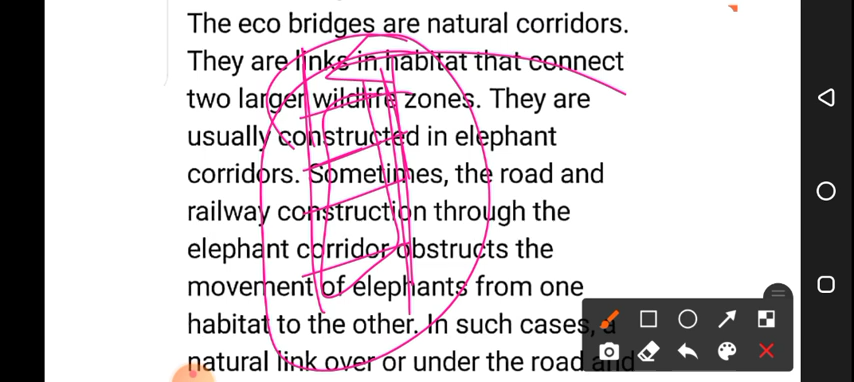 The eco bridges are natural corridors.
They are links in habitat that connect
two larger wildlife zones. They are
usually constructed in elephant
corridors. Sometimes, the road and
railway construction through the
elephant corridor obstructs the
movement of elephants from one
habitat to the other. In such cases, a
natural link over or under the road and